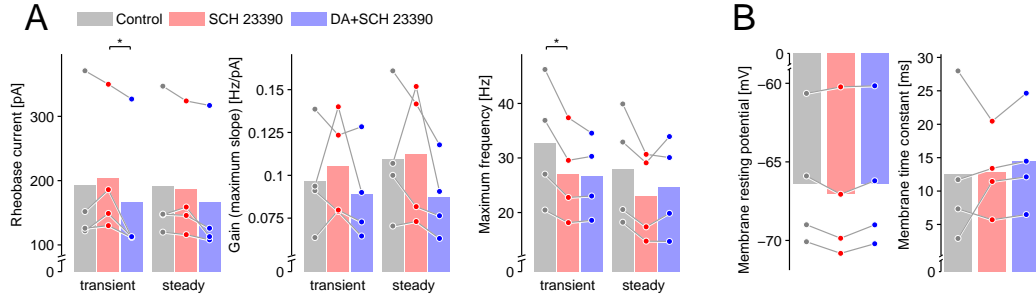 A
Control
SCH 23390
DA+SCH 23390
B
Rheobase current
[pA]
300
200
100
0
*
transient
steady
Gain (maximum slope) [Hz/pA]
0.15
0.125
0.1
0.075
0
transient
steady
Maximum frequency [Hz]
40
30
20
0
*
transient
steady
Membrane resting potential [mV]
0
−60
−65
−70
Membrane time constant [ms]
30
25
20
15
10
5
0